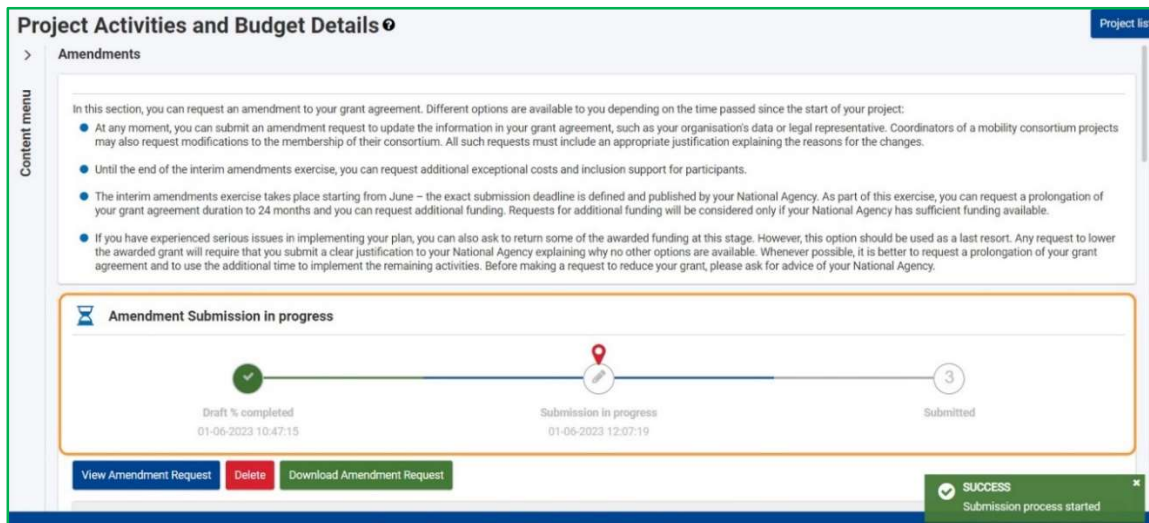 Project Activities and Budget Details
Project lis
Content menu
Amendments
In this section, you can request an amendment to your grant agreement. Different options are available to you depending on the time passed since the start of your project:
At any moment, you can submit an amendment request to update the information in your grant agreement, such as your organisation's data or legal representative. Coordinators of a mobility consortium projects
may also request modifications to the membership of their consortium. All such requests must include an appropriate justification explaining the reasons for the changes.
Until the end of the interim amendments exercise, you can request additional exceptional costs and inclusion support for participants.
The interim amendments exercise takes place starting from June – the exact submission deadline is defined and published by your National Agency. As part of this exercise, you can request a prolongation of
your grant agreement duration to 24 months and you can request additional funding. Requests for additional funding will be considered only if your National Agency has sufficient funding available.
If you have experienced serious issues in implementing your plan, you can also ask to return some of the awarded funding at this stage. However, this option should be used as a last resort. Any request to lower
the awarded grant will require that you submit a clear justification to your National Agency explaining why no other options are available. Whenever possible, it is better to request a prolongation of your grant
agreement and to use the additional time to implement the remaining activities. Before making a request to reduce your grant, please ask for advice of your National Agency.
Amendment Submission in progress
3
Draft % completed
Submission in progress
Submitted
01-06-2023 10:47:15
01-06-2023 12:07:19
View Amendment Request
Delete
Download Amendment Request
SUCCESS
Submission process started